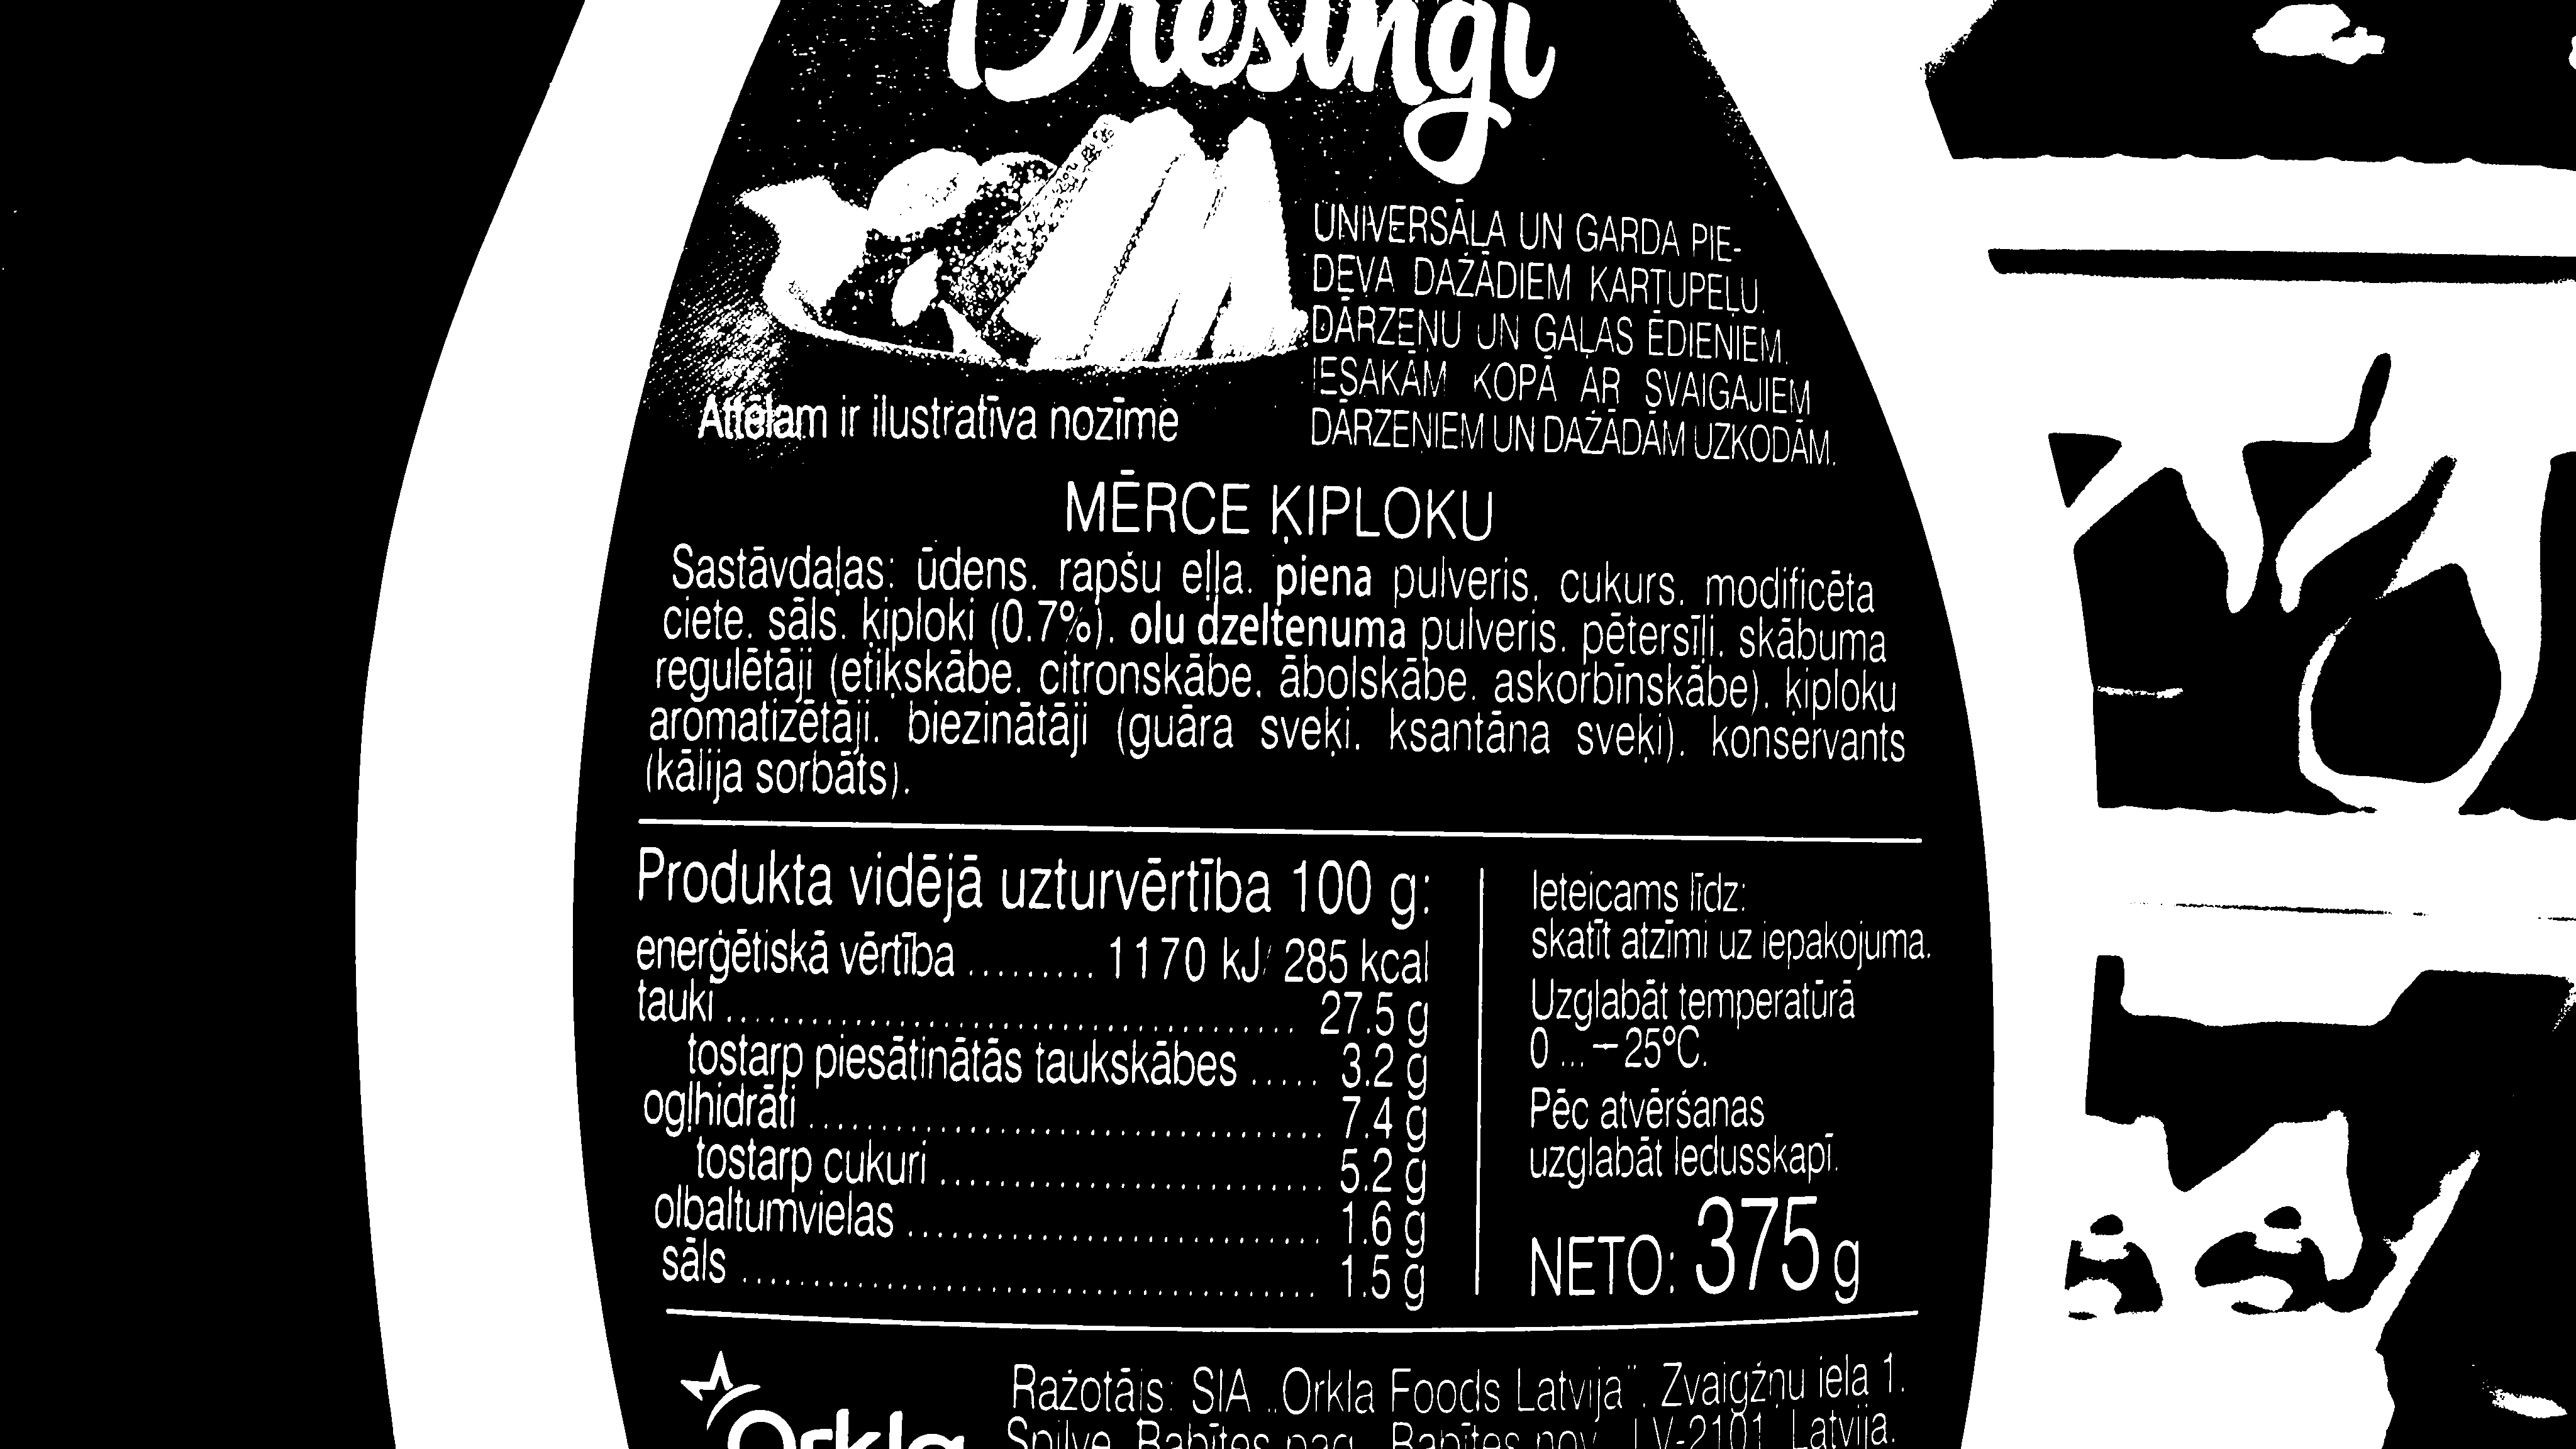 Dresingi
UNIVERSĀLA UN GARDA PIE-
DEVA DAŽĀDIEM KARTUPEĻU,
DĀRZEŅU UN GAĻAS ĒDIENIEM.
IESAKĀM KOPĀ AR SVAIGAJIEM
DĀRZEŅIEM UN DAŽĀDĀM UZKODĀM.
Attēlam ir ilustratīva nozīme
MĒRCE ĶIPLOKU
Sastāvdaļas: ūdens, rapšu eļļa, piena pulveris, cukurs, modificēta
ciete, sāls, ķiploki (0.7%), olu dzeltenuma pulveris, pētersīļi, skābuma
regulētāji (etiķskābe, citronskābe, ābolskābe, askorbīnskābe), ķiploku
aromatizētāji, biezinātāji (guāra sveķi, ksantāna sveķi), konservants
(kālija sorbāts).
Produkta vidējā uzturvērtība 100 g:
enerģētiskā vērtība ......... 1170 kJ/ 285 kcal
tauki ........................................ 27.5 g
tostarp piesātinātās taukskābes ..... 3.2 g
ogļhidrāti .................................... 7.4 g
tostarp cukuri .......................... 5.2 g
olbaltumvielas ............................. 1.6 g
sāls ........................................ 1.5 g
Ieteicams līdz:
skatīt atzīmi uz iepakojuma.
Uzglabāt temperatūrā
0 ... +25°C.
Pēc atvēršanas
uzglabāt ledusskapī.
NETO: 375 g
Orkla
Ražotājs: SIA „Orkla Foods Latvija", Zvaigžņu iela 1,
Spilve, Babītes pag., Babītes nov., LV-2101, Latvija.